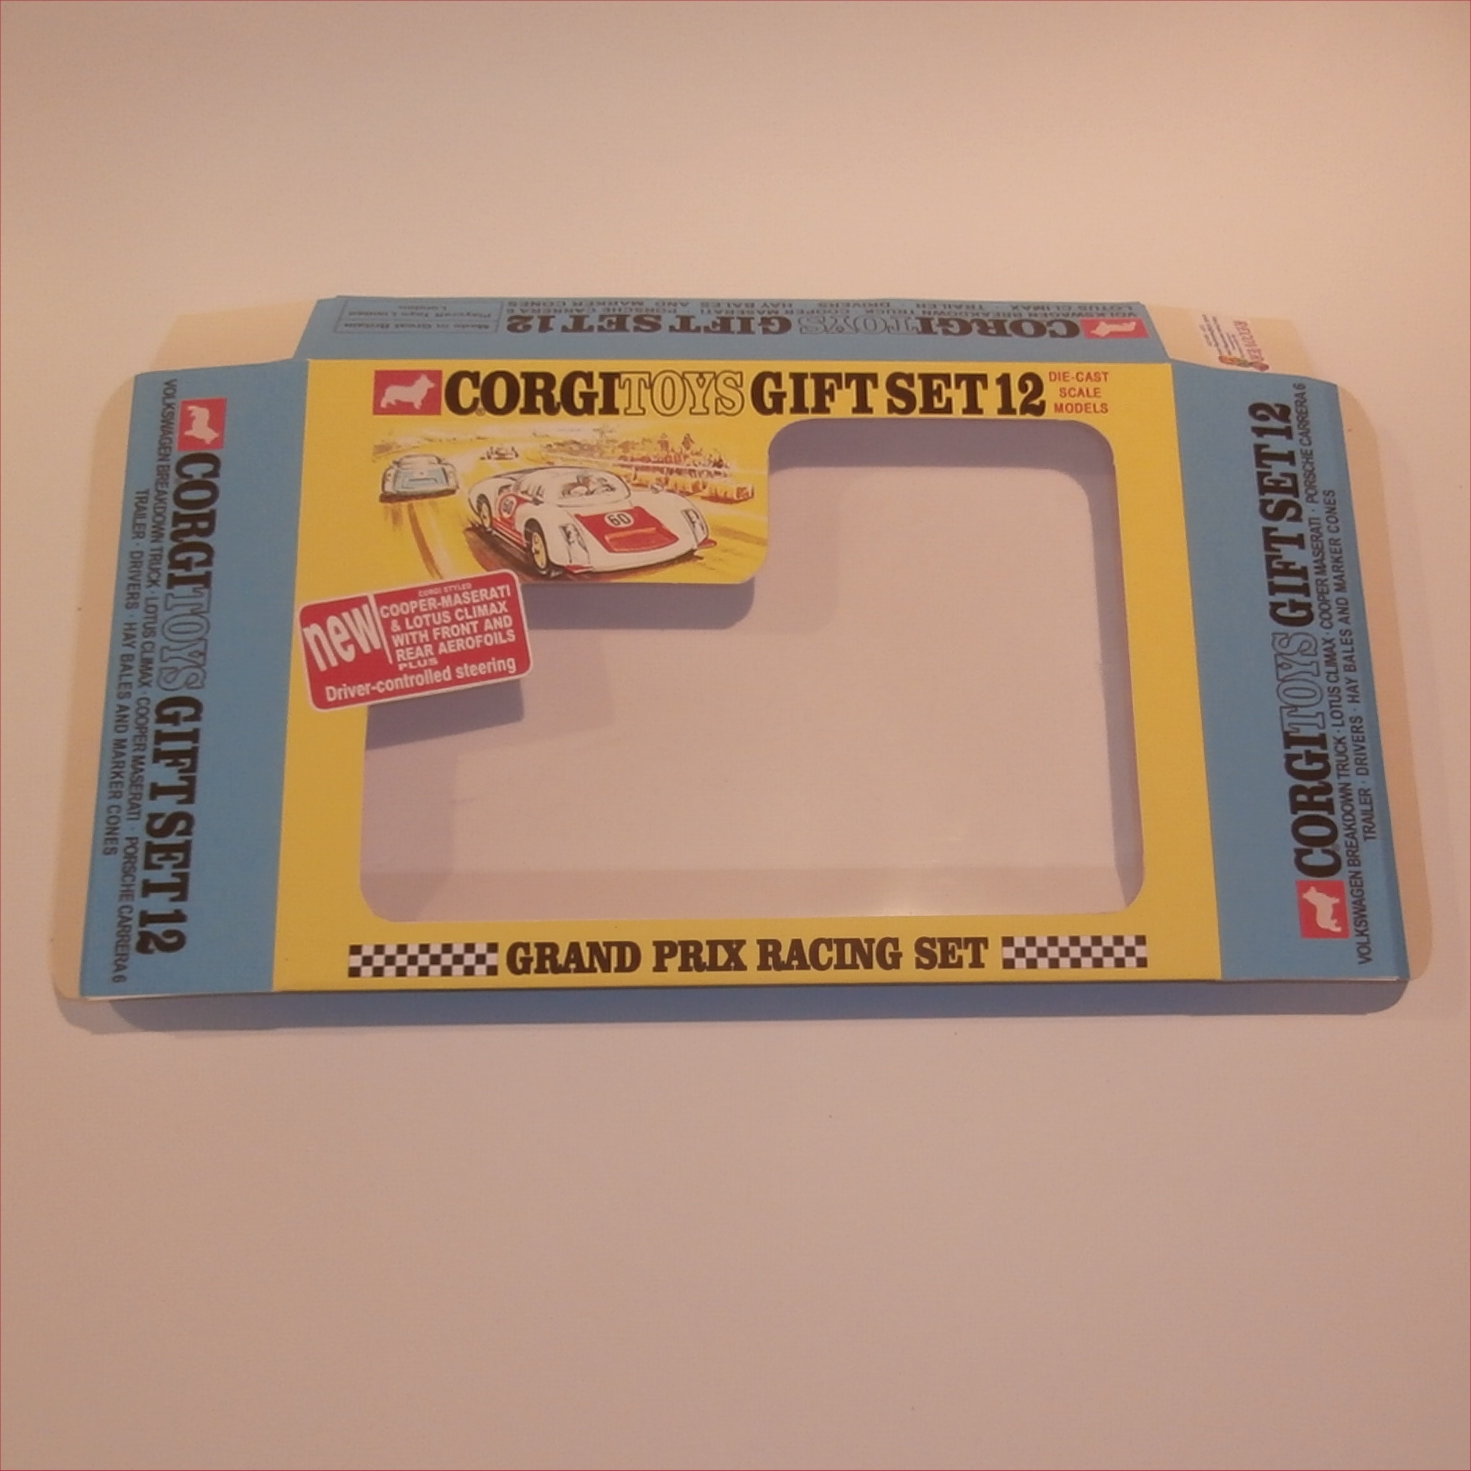 Made in Great Britain
Playcraft Toys Limited
CORGI TOYS GIFT SET 12
VOLKSWAGEN BREAKDOWN TRUCK COOPER MASERATI PORSCHE CARRERA 6
LOTUS CLIMAX TRAILER DRIVERS HAY BALES AND MARKER CONES
CORGI TOYS GIFT SET 12
DIE-CAST
SCALE
MODELS
60
60
new
CORGI STYLED
COOPER-MASERATI
& LOTUS CLIMAX
WITH FRONT AND
REAR AEROFOILS
PLUS
Driver-controlled steering
GRAND PRIX RACING SET
CORGI TOYS GIFT SET 12
VOLKSWAGEN BREAKDOWN TRUCK · LOTUS CLIMAX · COOPER MASERATI · PORSCHE CARRERA 6
TRAILER · DRIVERS · HAY BALES AND MARKER CONES
CORGI TOYS GIFT SET 12
VOLKSWAGEN BREAKDOWN TRUCK · LOTUS CLIMAX · COOPER MASERATI · PORSCHE CARRERA 6
TRAILER · DRIVERS · HAY BALES AND MARKER CONES